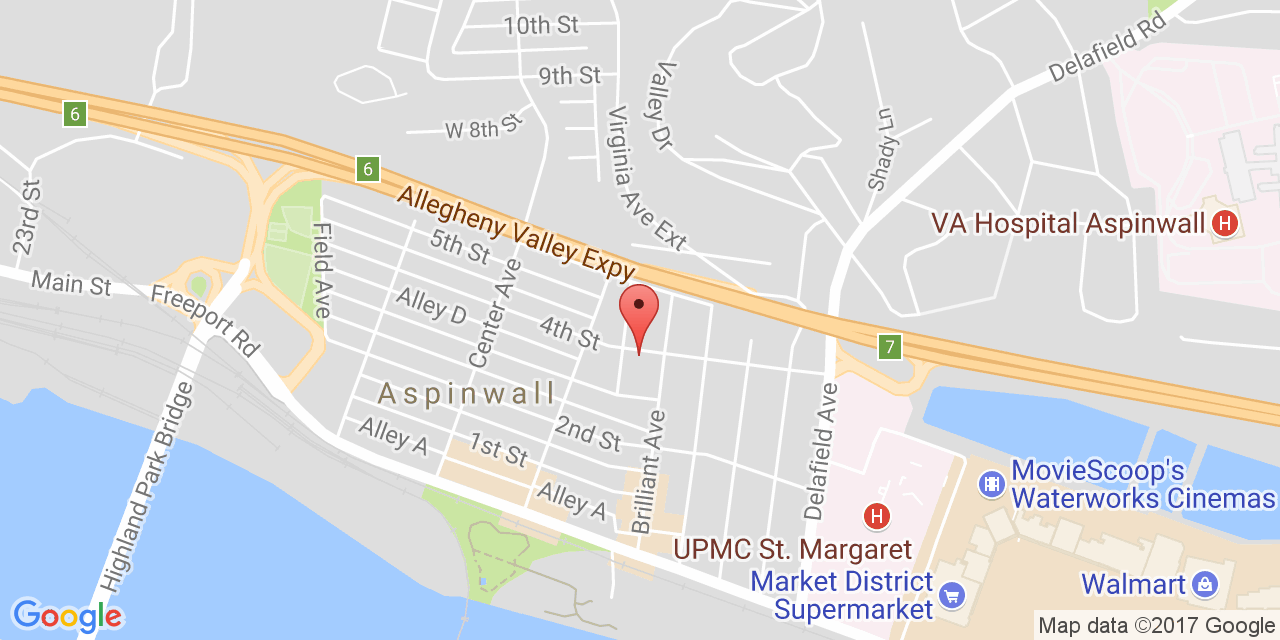 10th St
Delafield Rd
9th St
Valley Dr
6
W 8th St
Virginia Ave Ext
Shady Ln
6
Allegheny Valley Expy
23rd St
VA Hospital Aspinwall
H
Field Ave
5th St
Main St
Freeport Rd
Center Ave
Alley D
4th St
7
Aspinwall
Highland Park Bridge
Delafield Ave
Alley A
1st St
2nd St
Brilliant Ave
MovieScoop's
Waterworks Cinemas
Alley A
H
UPMC St. Margaret
Market District
Supermarket
Walmart
Google
Map data ©2017 Google